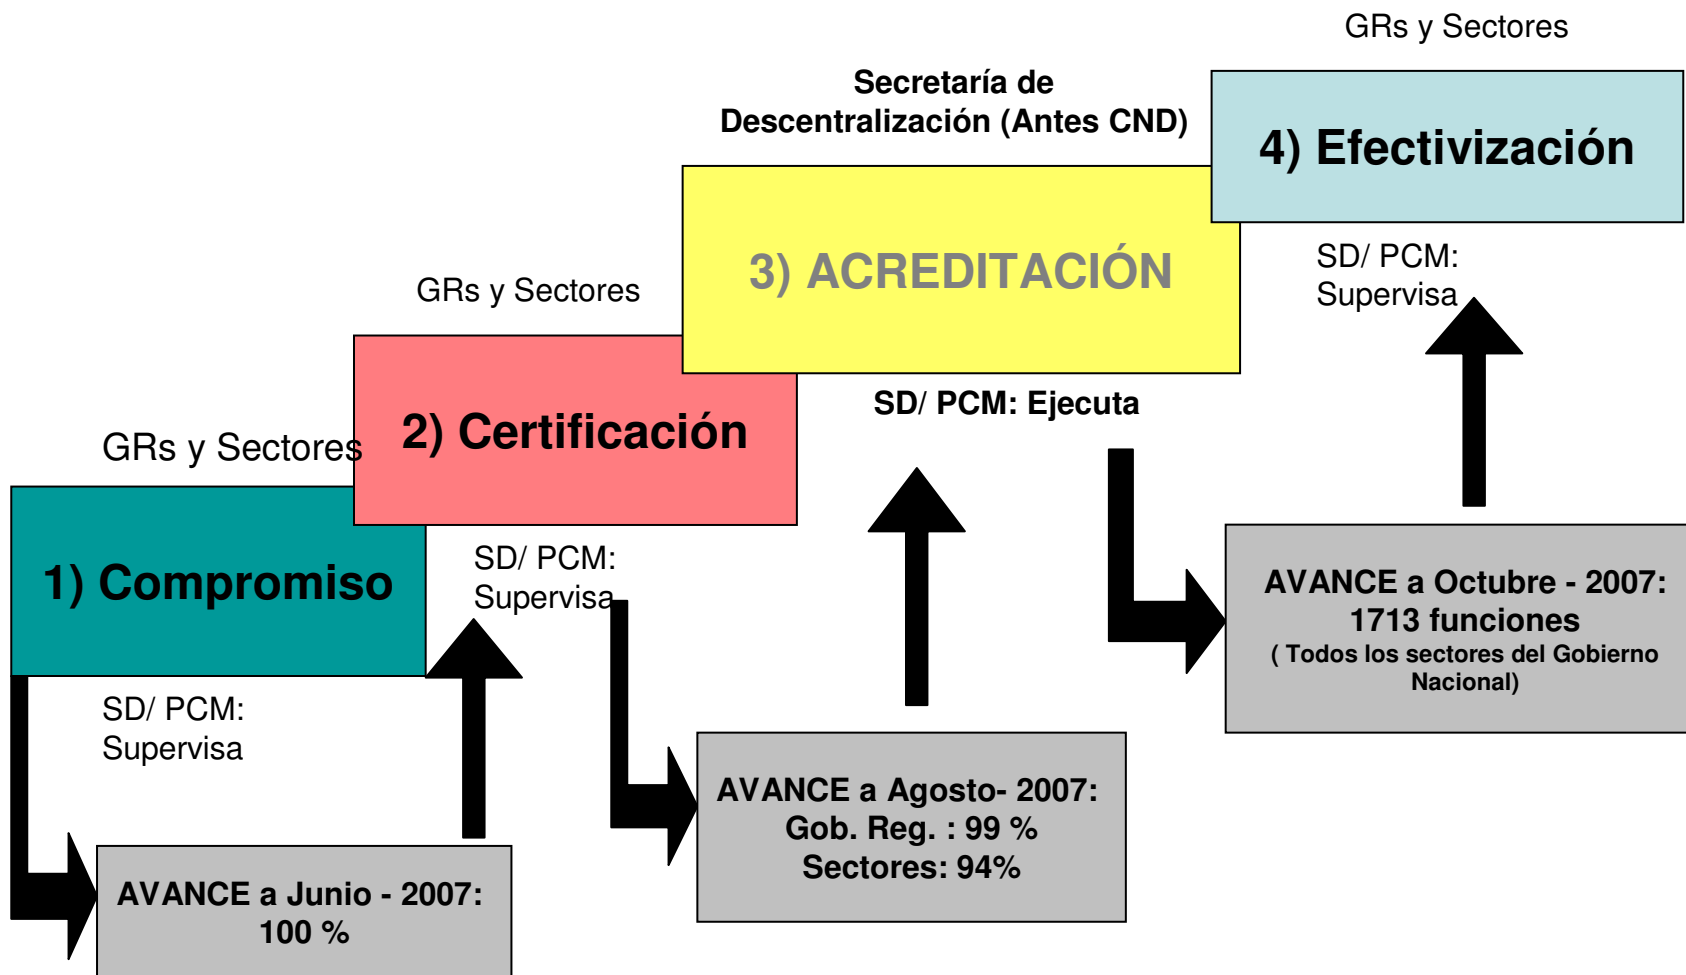 GRs y Sectores
Secretaría de
Descentralización (Antes CND)
4) Efectivización
SD/ PCM:
Supervisa
3) ACREDITACIÓN
SD/ PCM: Ejecuta
GRs y Sectores
2) Certificación
SD/ PCM:
Supervisa
GRs y Sectores
1) Compromiso
SD/ PCM:
Supervisa
AVANCE a Octubre - 2007:
1713 funciones
( Todos los sectores del Gobierno
Nacional)
AVANCE a Agosto- 2007:
Gob. Reg. : 99 %
Sectores: 94%
AVANCE a Junio - 2007:
100 %